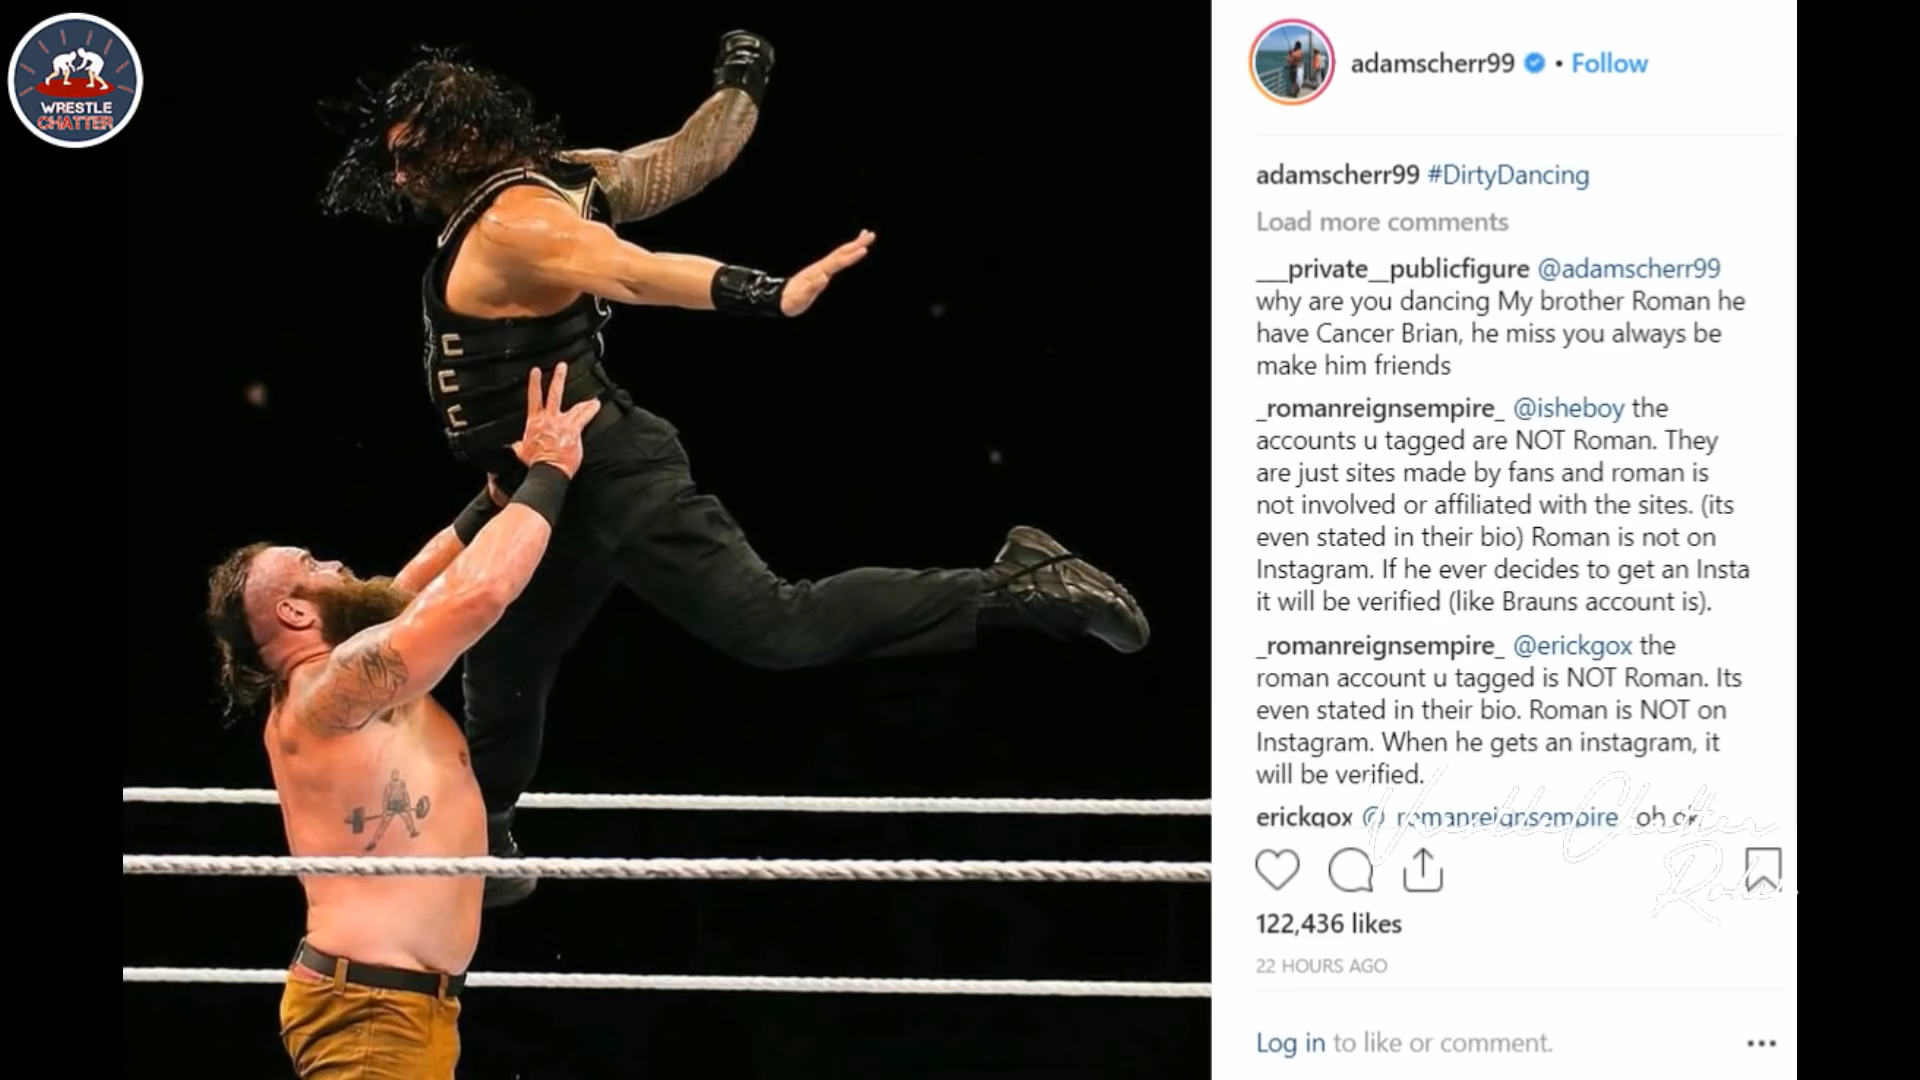 WRESTLE
CHATTER
adamscherr99 • Follow
adamscherr99 #DirtyDancing
Load more comments
___private__publicfigure @adamscherr99
why are you dancing My brother Roman he
have Cancer Brian, he miss you always be
make him friends
_romanreignsempire_ @isheboy the
accounts u tagged are NOT Roman. They
are just sites made by fans and roman is
not involved or affiliated with the sites. (its
even stated in their bio) Roman is not on
Instagram. If he ever decides to get an Insta
it will be verified (like Brauns account is).
_romanreignsempire_ @erickgox the
roman account u tagged is NOT Roman. Its
even stated in their bio. Roman is NOT on
Instagram. When he gets an instagram, it
will be verified.
erickgox @_romanreignsempire_ oh ok
WrestleChatter
122,436 likes
22 HOURS AGO
Log in to like or comment.